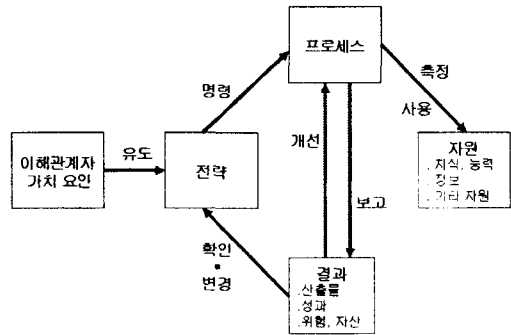 프로세스
측정
명령
사용
이해관계자
가치 요인
유도
전략
개선
자원
. 지식, 능력
. 정보
. 기타 자원
보고
확인
•
변경
결과
.산출물
.성과
.위험, 자산